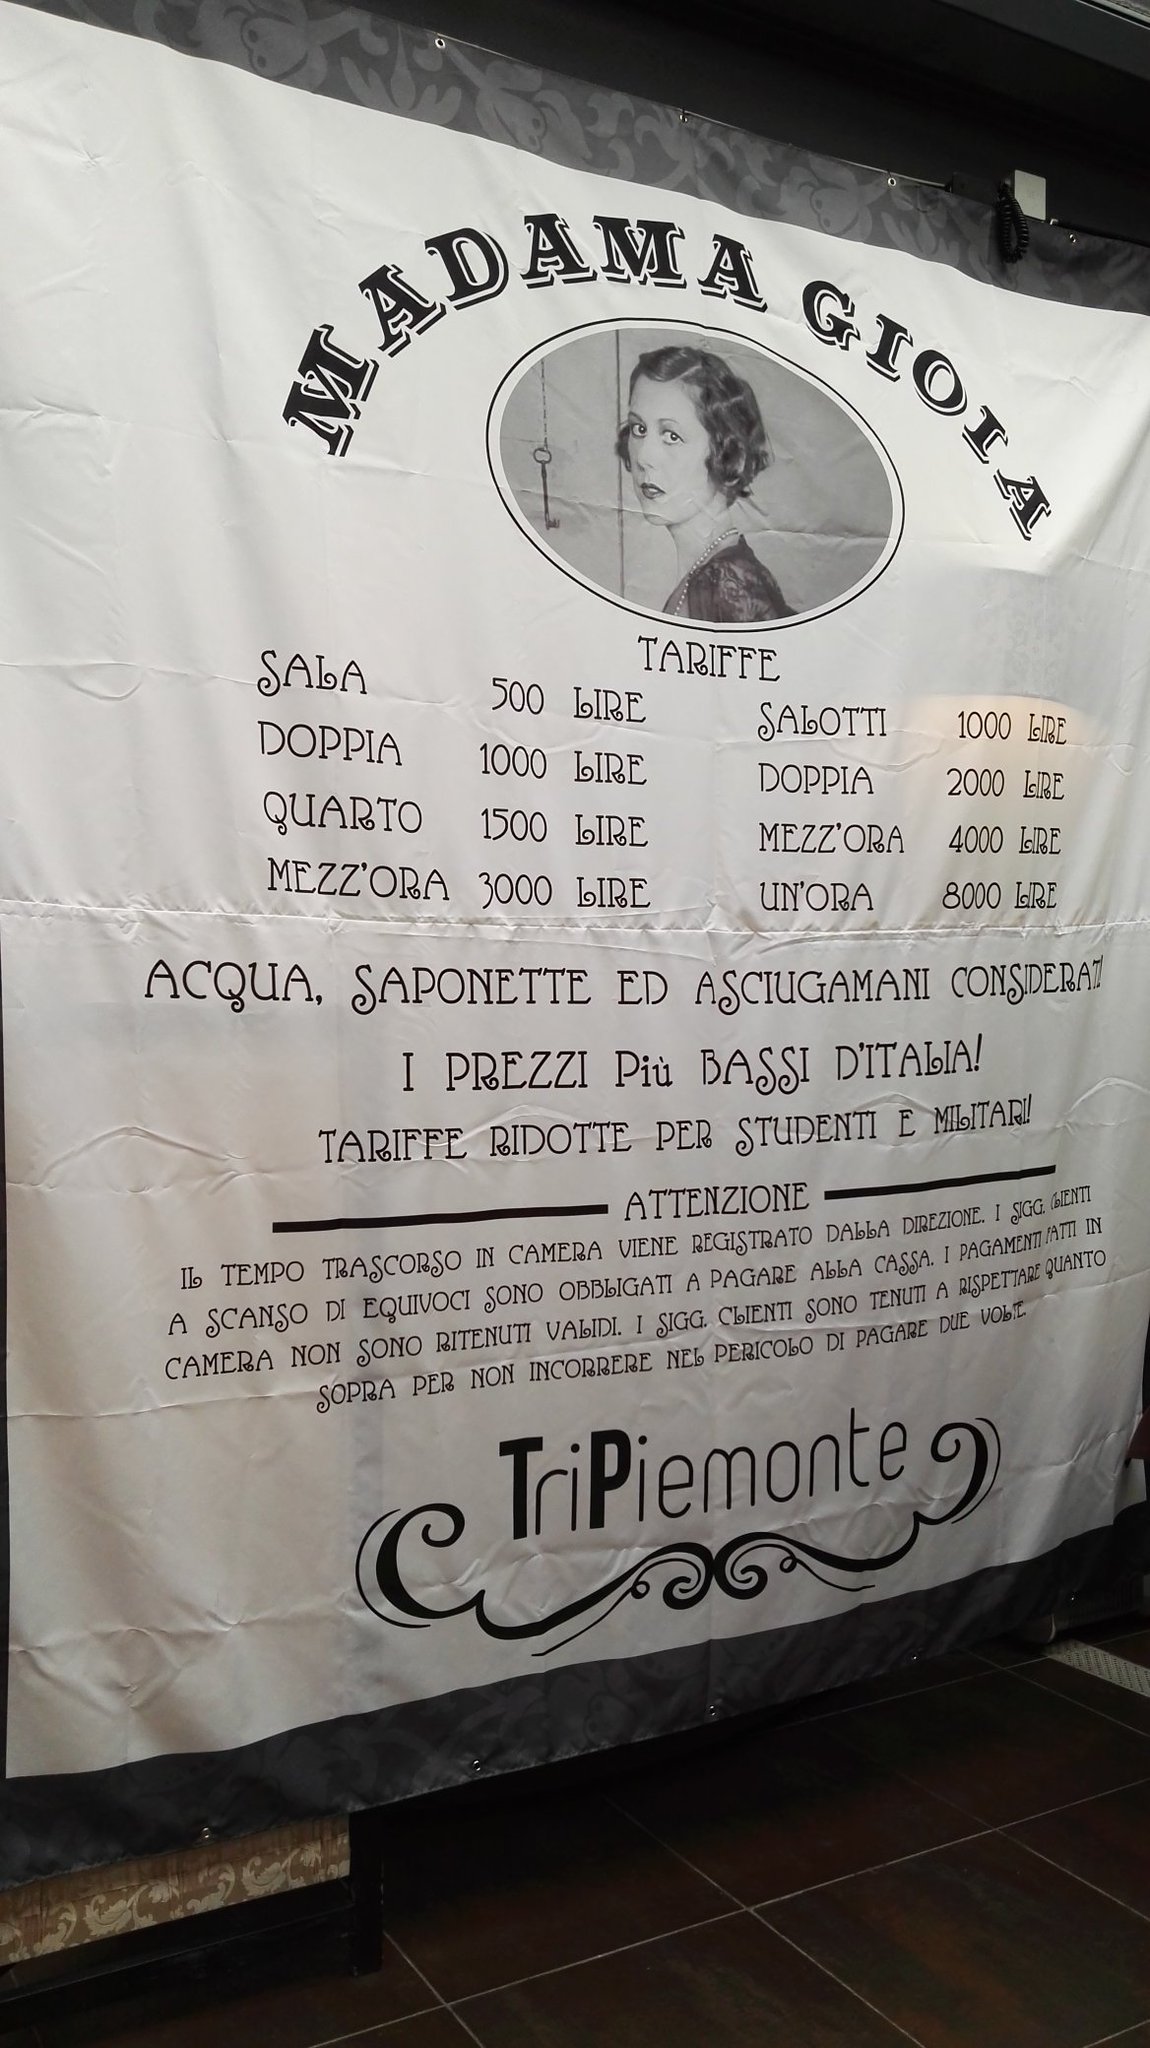 MADAMA GIOIA
TARIFFE
SALA 500 LIRE
DOPPIA 1000 LIRE
QUARTO 1500 LIRE
MEZZ'ORA 3000 LIRE
SALOTTI 1000 LIRE
DOPPIA 2000 LIRE
MEZZ'ORA 4000 LIRE
UN'ORA 8000 LIRE
ACQUA, SAPONETTE ED ASCIUGAMANI CONSIDERATI
I PREZZI Più BASSI D'ITALIA!
TARIFFE RIDOTTE PER STUDENTI E MILITARI!
ATTENZIONE
IL TEMPO TRASCORSO IN CAMERA VIENE REGISTRATO DALLA DIREZIONE. I SIGG. CLIENTI
A SCANSO DI EQUIVOCI SONO OBBLIGATI A PAGARE ALLA CASSA. I PAGAMENTI FATTI IN
CAMERA NON SONO RITENUTI VALIDI. I SIGG. CLIENTI SONO TENUTI A RISPETTARE QUANTO
SOPRA PER NON INCORRERE NEL PERICOLO DI PAGARE DUE VOLTE.
TriPiemonte